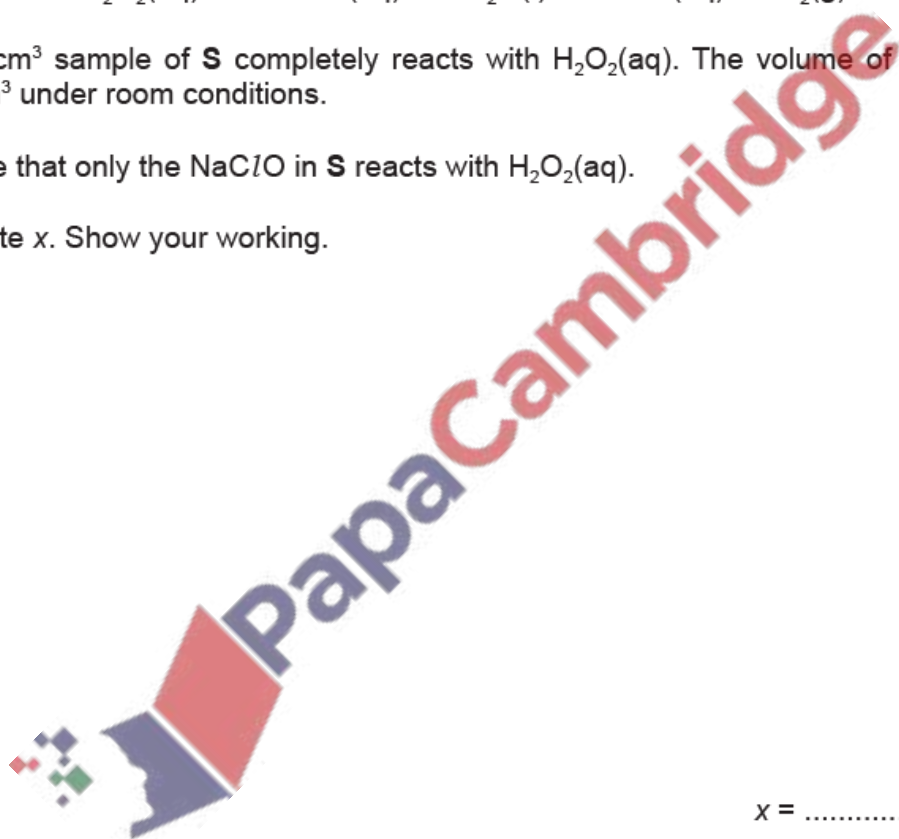 cm³ sample of S completely reacts with H₂O₂(aq). The volume of
³ under room conditions.
that only the NaClO in S reacts with H₂O₂(aq).
x. Show your working.
PapaCambridge
x = ...........